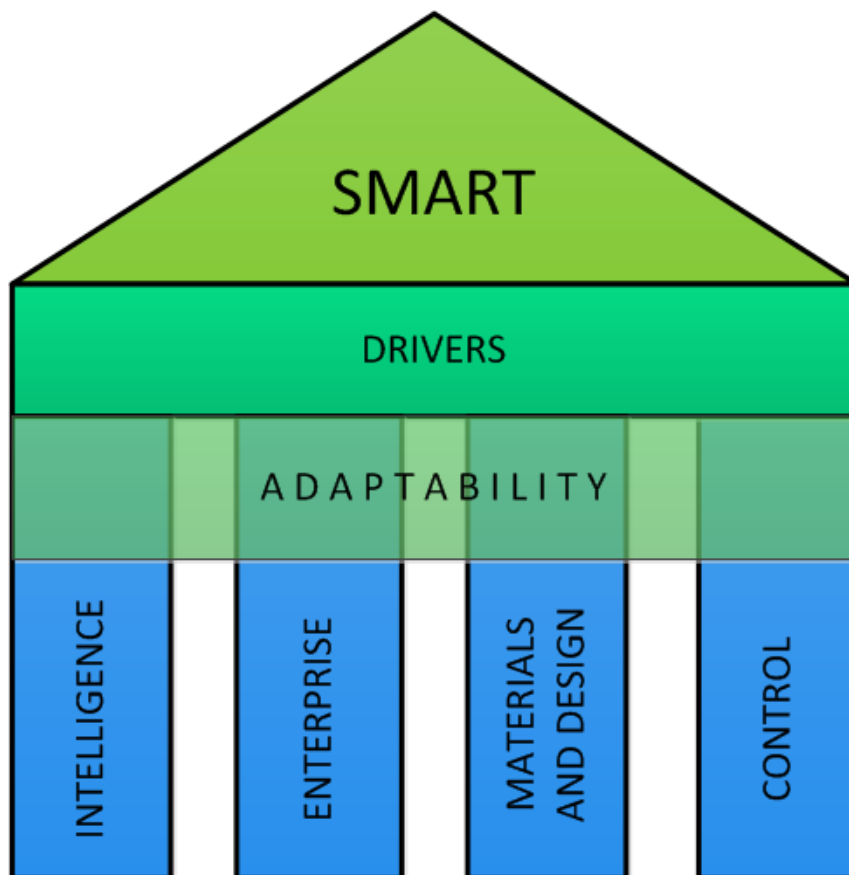 SMART
DRIVERS
ADAPTABILITY
INTELLIGENCE
ENTERPRISE
MATERIALS
AND DESIGN
CONTROL